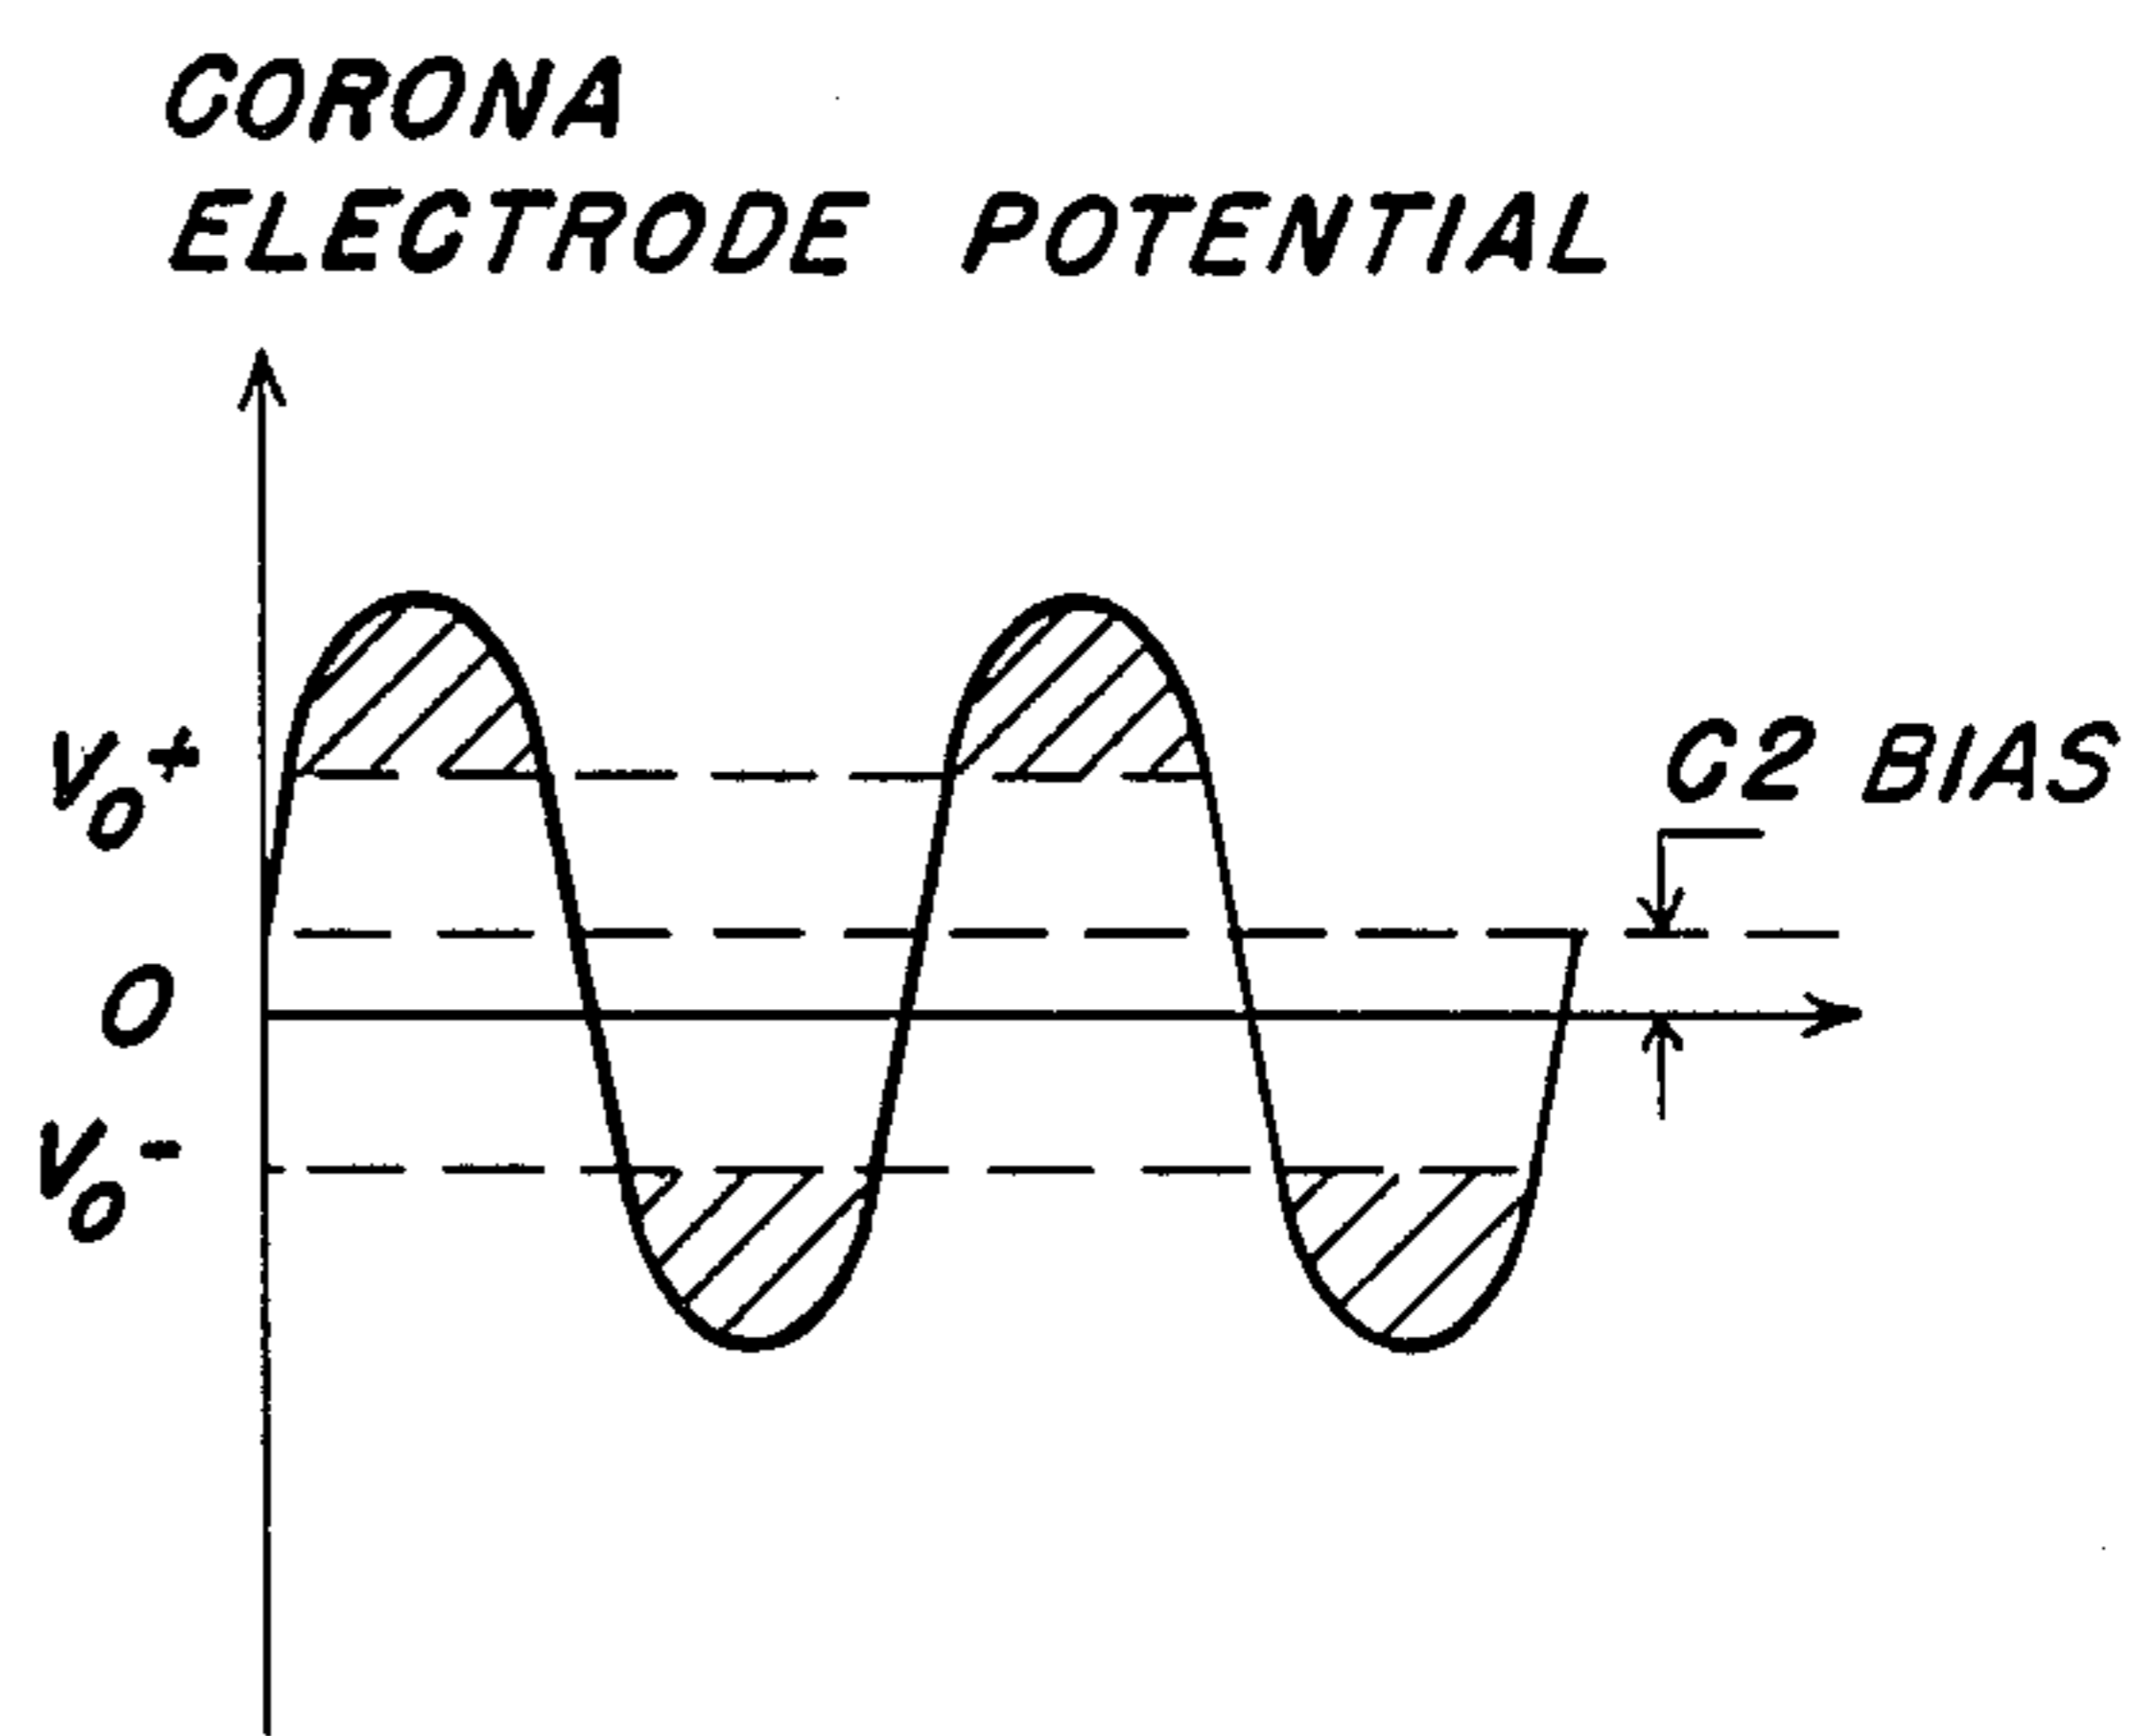 CORONA
ELECTRODE POTENTIAL
V₀⁺
C2 BIAS
0
V₀⁻